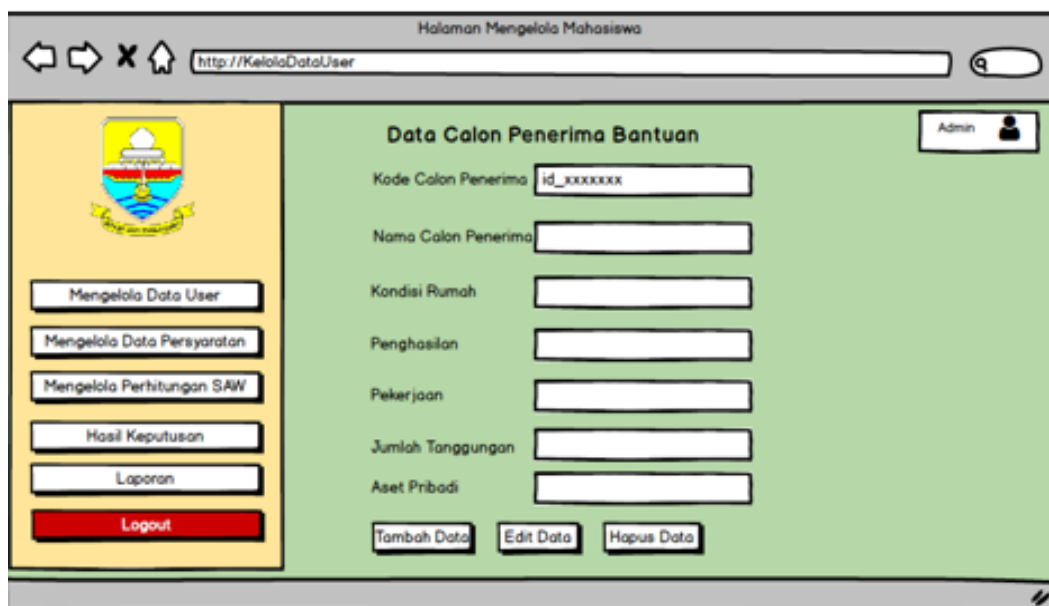 Halaman Mengelola Mahasiswa
http://KelolaDataUser
Admin
Mengelola Data User
Mengelola Data Persyaratan
Mengelola Perhitungan SAW
Hasil Keputusan
Laporan
Logout
Data Calon Penerima Bantuan
Kode Calon Penerima id_xxxxxxx
Nama Calon Penerima
Kondisi Rumah
Penghasilan
Pekerjaan
Jumlah Tanggungan
Aset Pribadi
Tambah Data Edit Data Hapus Data